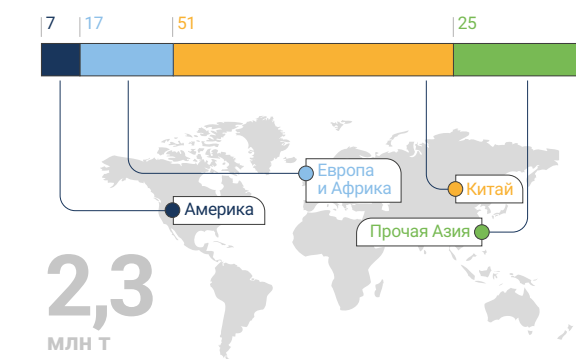 7 17 51 25
Европа
и Африка
Китай
Америка
Прочая Азия
2,3
млн т